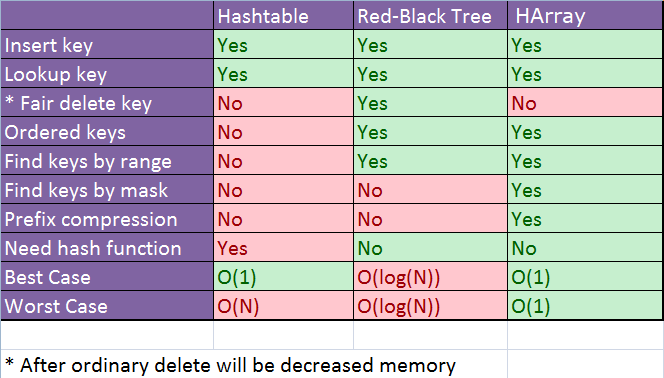 Hashtable Red-Black Tree HArray
Insert key Yes Yes Yes
Lookup key Yes Yes Yes
* Fair delete key No Yes No
Ordered keys No Yes Yes
Find keys by range No Yes Yes
Find keys by mask No No Yes
Prefix compression No No Yes
Need hash function Yes No No
Best Case O(1) O(log(N)) O(1)
Worst Case O(N) O(log(N)) O(1)
* After ordinary delete will be decreased memory